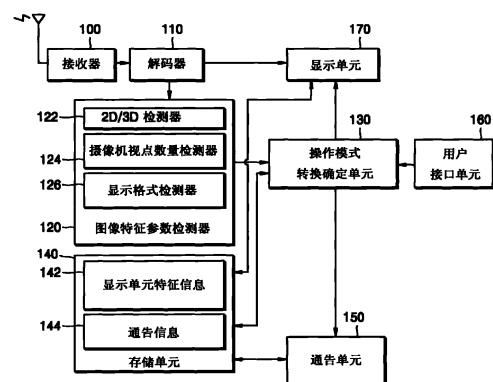 100
110
170
接收器
解码器
显示单元
122
2D/3D 检测器
124
摄像机视点数量检测器
126
显示格式检测器
120
图像特征参数检测器
130
操作模式
转换确定单元
160
用户
接口单元
140
142
显示单元特征信息
144
通告信息
存储单元
150
通告单元